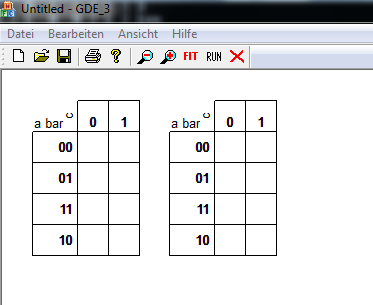 Untitled - GDE_3
Datei Bearbeiten Ansicht Hilfe
FIT RUN
a bar c 0 1 a bar c 0 1
00 00
01 01
11 11
10 10